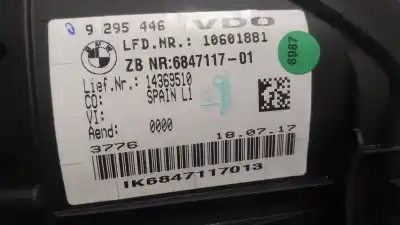 9 295 446 VDO
LFD.NR.: 10601881
ZB NR:6847117-01
Lief.Nr.: 14369510
CO: SPAIN L1
VI:
Aend: 0000
3776 18.07.17
IK6847117013
6987